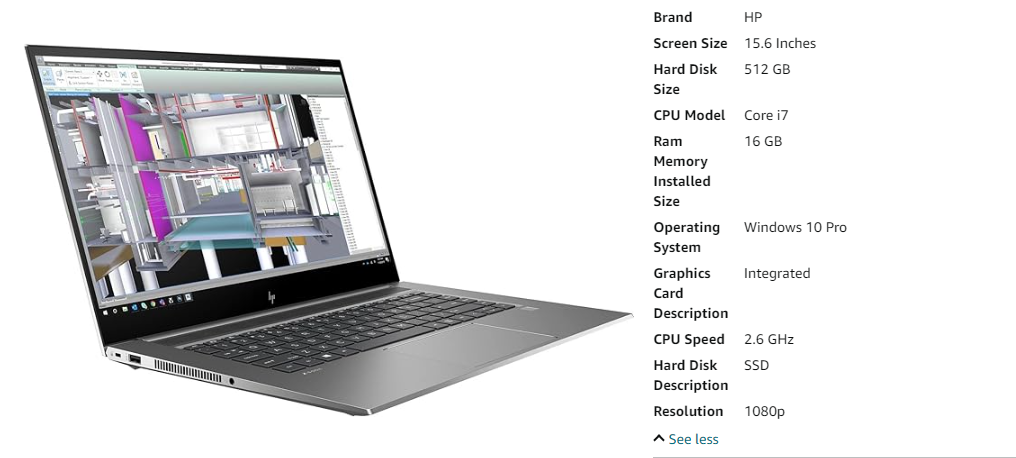 Brand HP
Screen Size 15.6 Inches
Hard Disk 512 GB
Size
CPU Model Core i7
Ram 16 GB
Memory
Installed
Size
Operating Windows 10 Pro
System
Graphics Integrated
Card
Description
CPU Speed 2.6 GHz
Hard Disk SSD
Description
Resolution 1080p
See less
hp